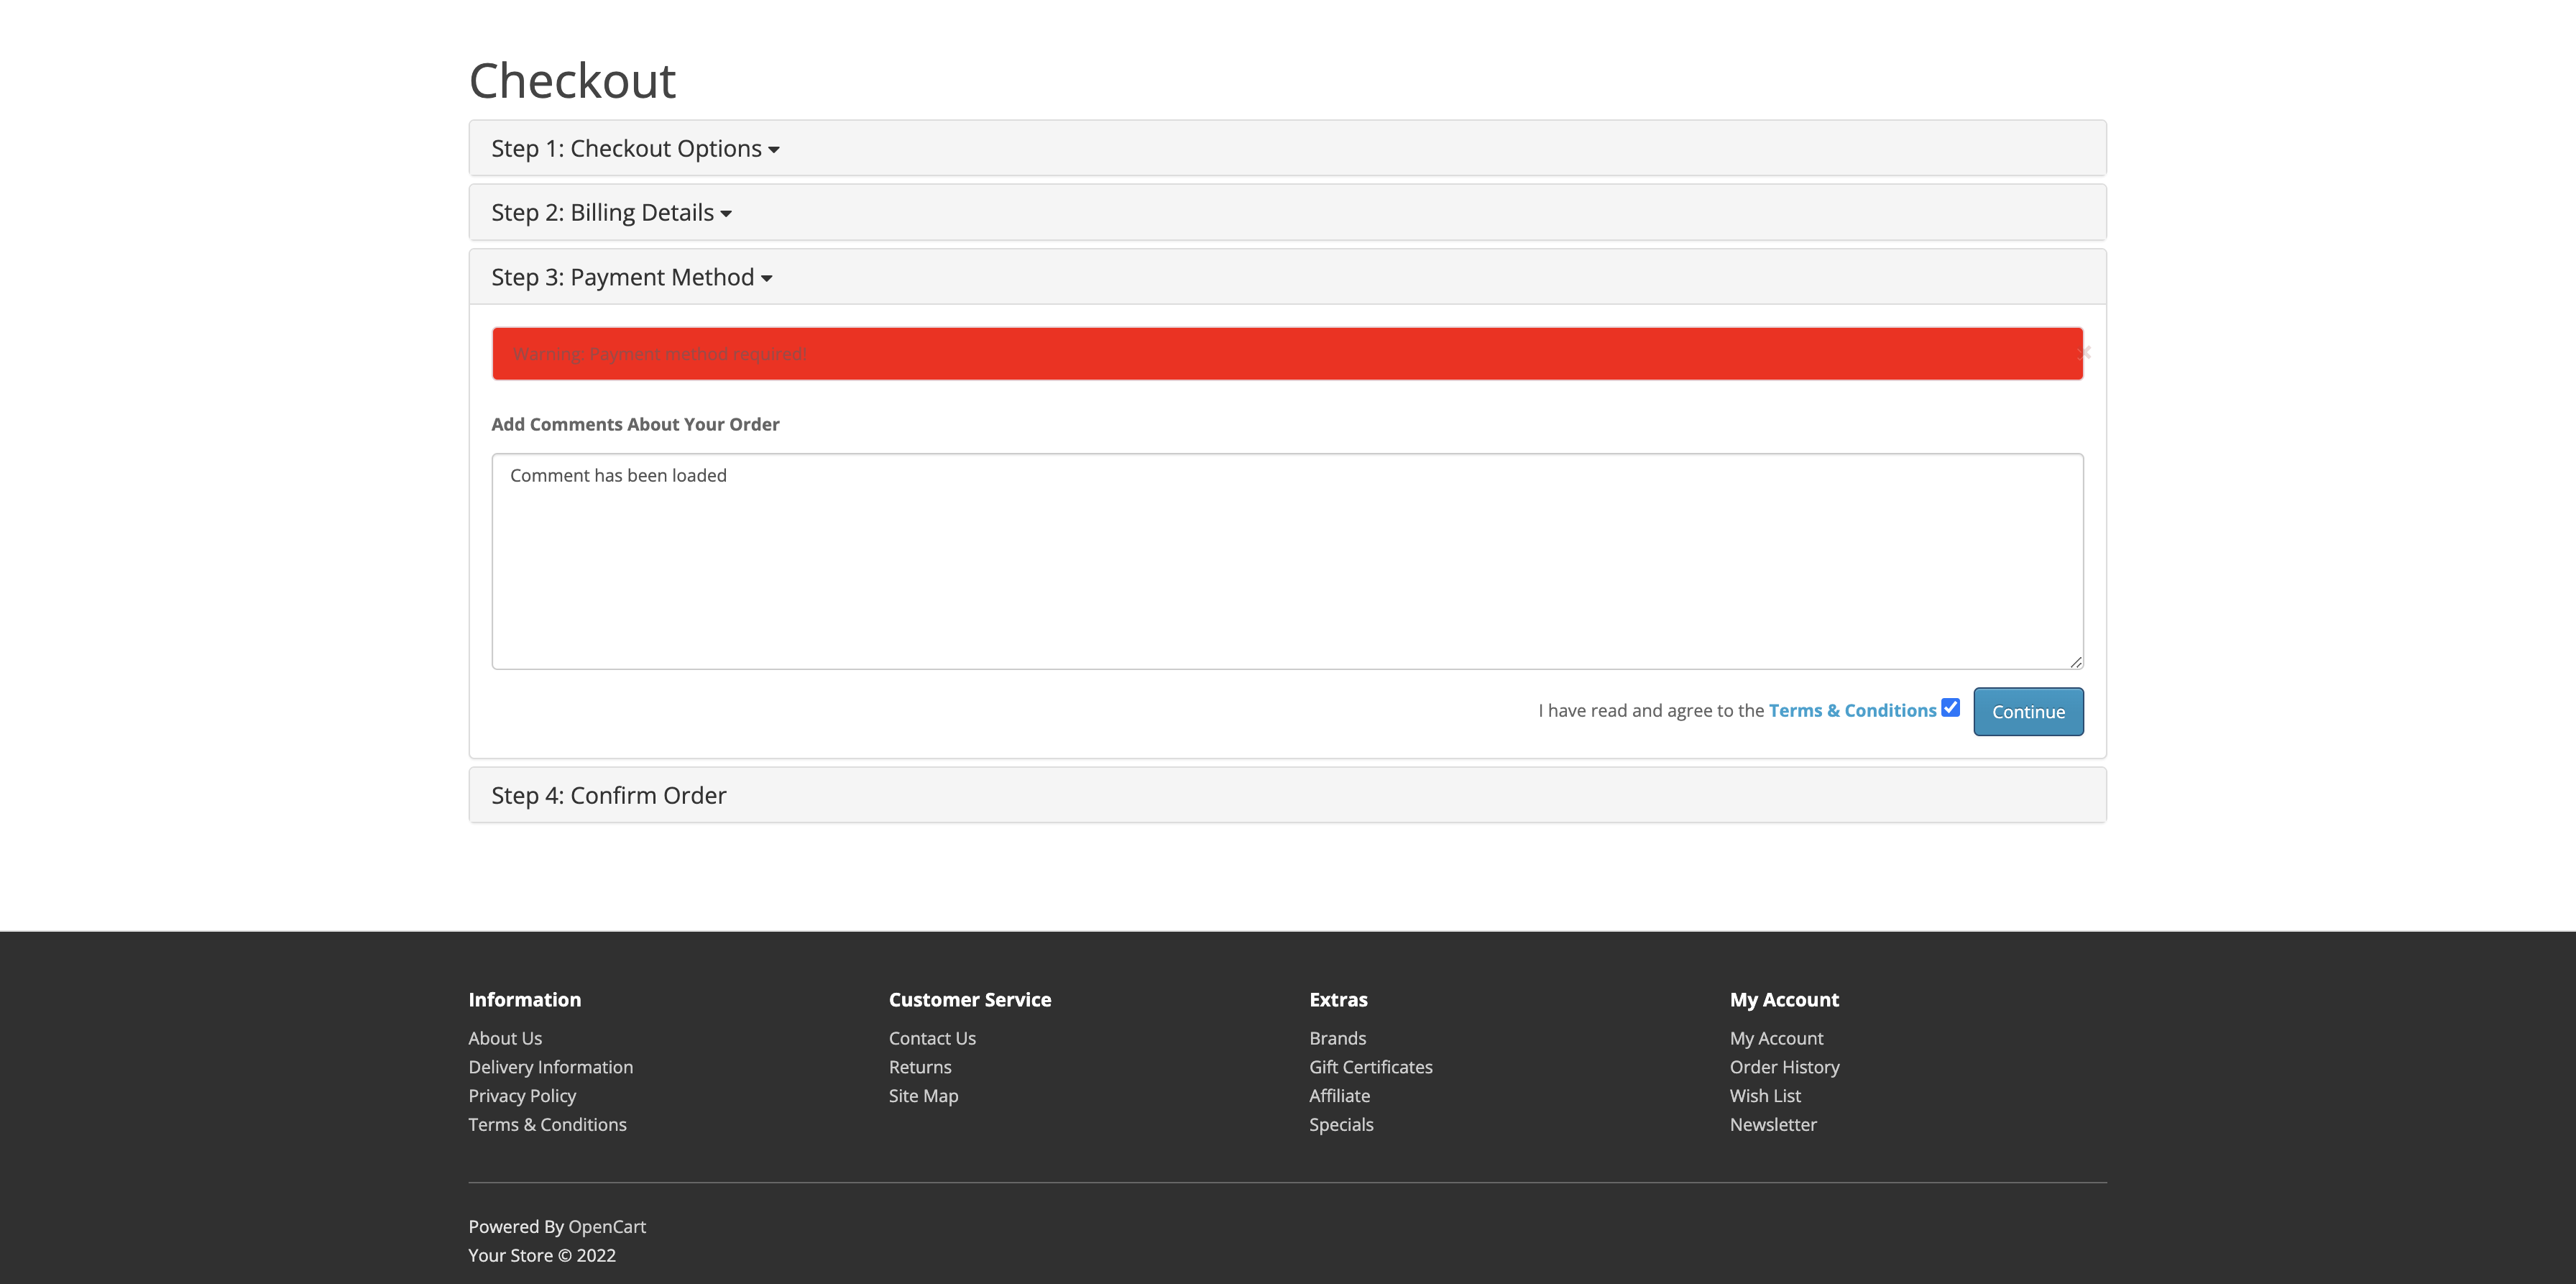 Checkout
Step 1: Checkout Options
Step 2: Billing Details
Step 3: Payment Method
Warning: Payment method required!
×
Add Comments About Your Order
Comment has been loaded
I have read and agree to the Terms & Conditions Continue
Step 4: Confirm Order
Information
About Us
Delivery Information
Privacy Policy
Terms & Conditions
Customer Service
Contact Us
Returns
Site Map
Extras
Brands
Gift Certificates
Affiliate
Specials
My Account
My Account
Order History
Wish List
Newsletter
Powered By OpenCart
Your Store © 2022